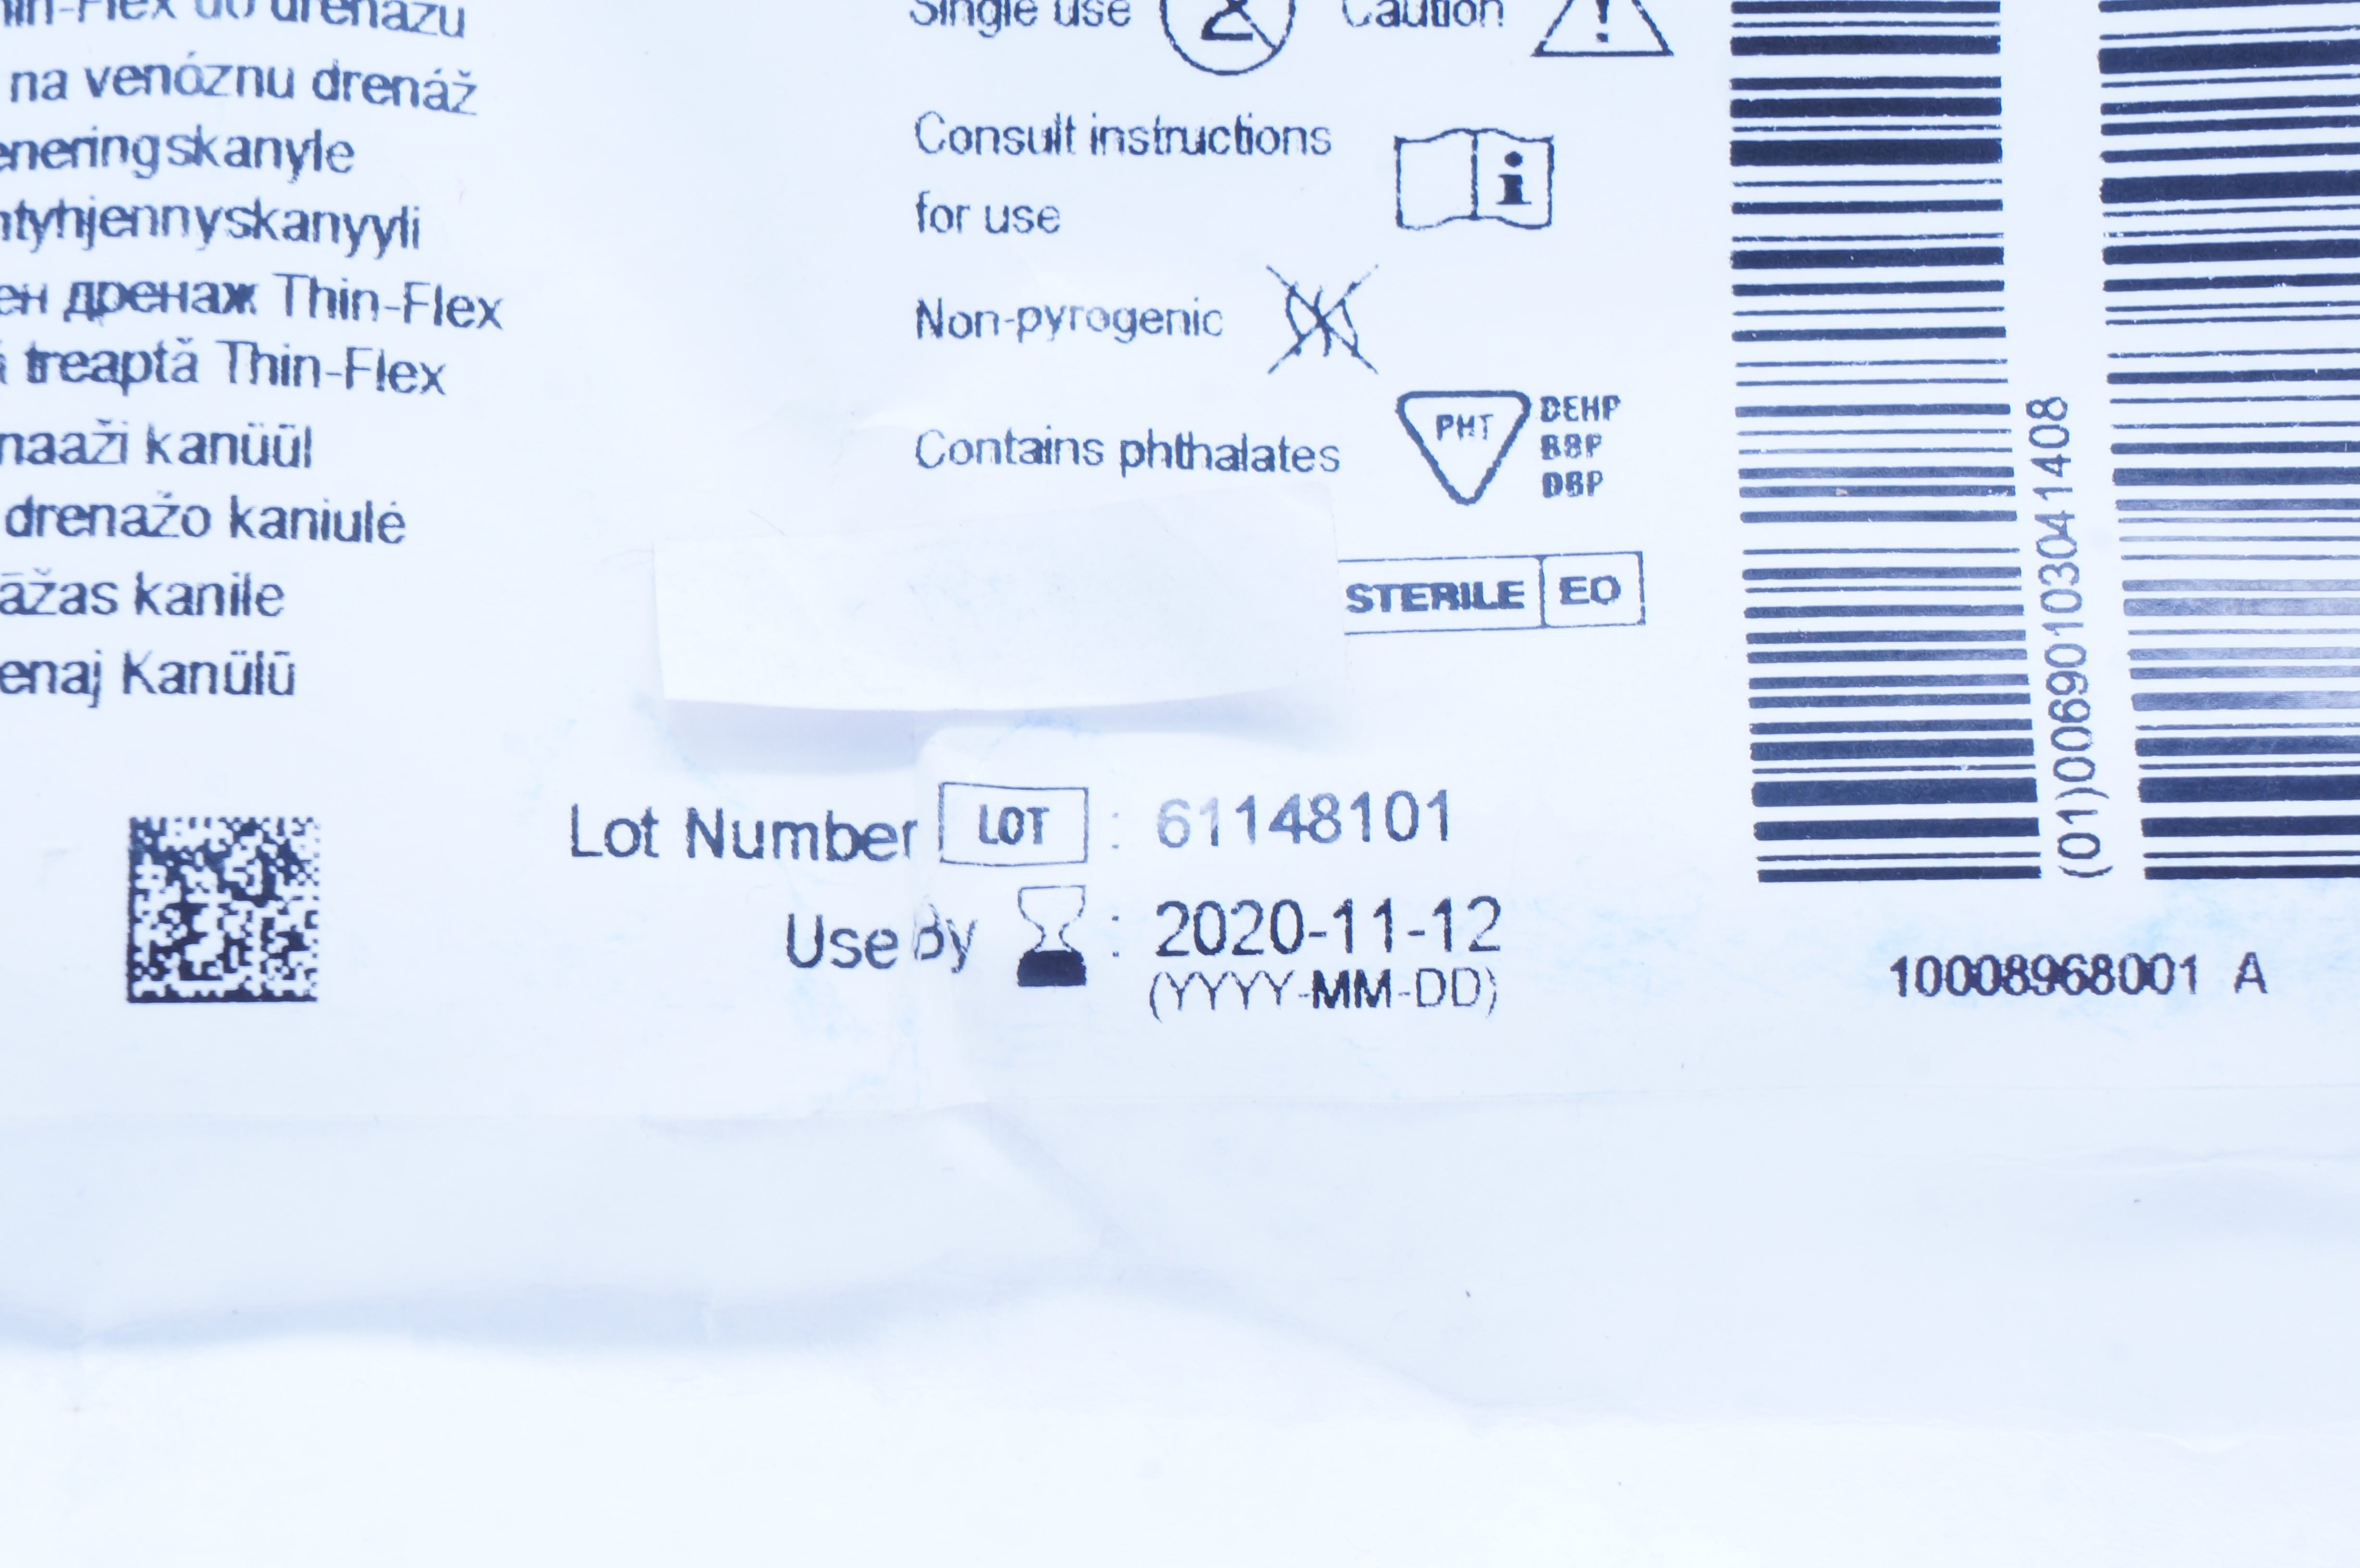 na venóznu drenáž
eneringskanyle
ntyhjennyskanyyli
ен дренаж Thin-Flex
treaptă Thin-Flex
naaži kanüül
drenažo kaniulė
āžas kanile
enaj Kanülü
Single use 2 Caution !
Consult instructions
for use
i
Non-pyrogenic
Contains phthalates
PHT
DEHP
BBP
DBP
STERILE EO
Lot Number LOT : 61148101
Use By : 2020-11-12
(YYYY-MM-DD)
(01)00690103041408
10008968001 A